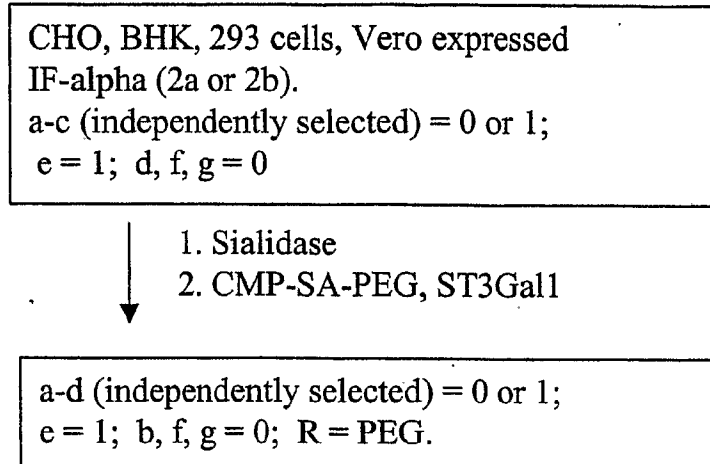 CHO, BHK, 293 cells, Vero expressed
IF-alpha (2a or 2b).
a-c (independently selected) = 0 or 1;
e = 1; d, f, g = 0
1. Sialidase
2. CMP-SA-PEG, ST3Gal1
a-d (independently selected) = 0 or 1;
e = 1; b, f, g = 0; R = PEG.